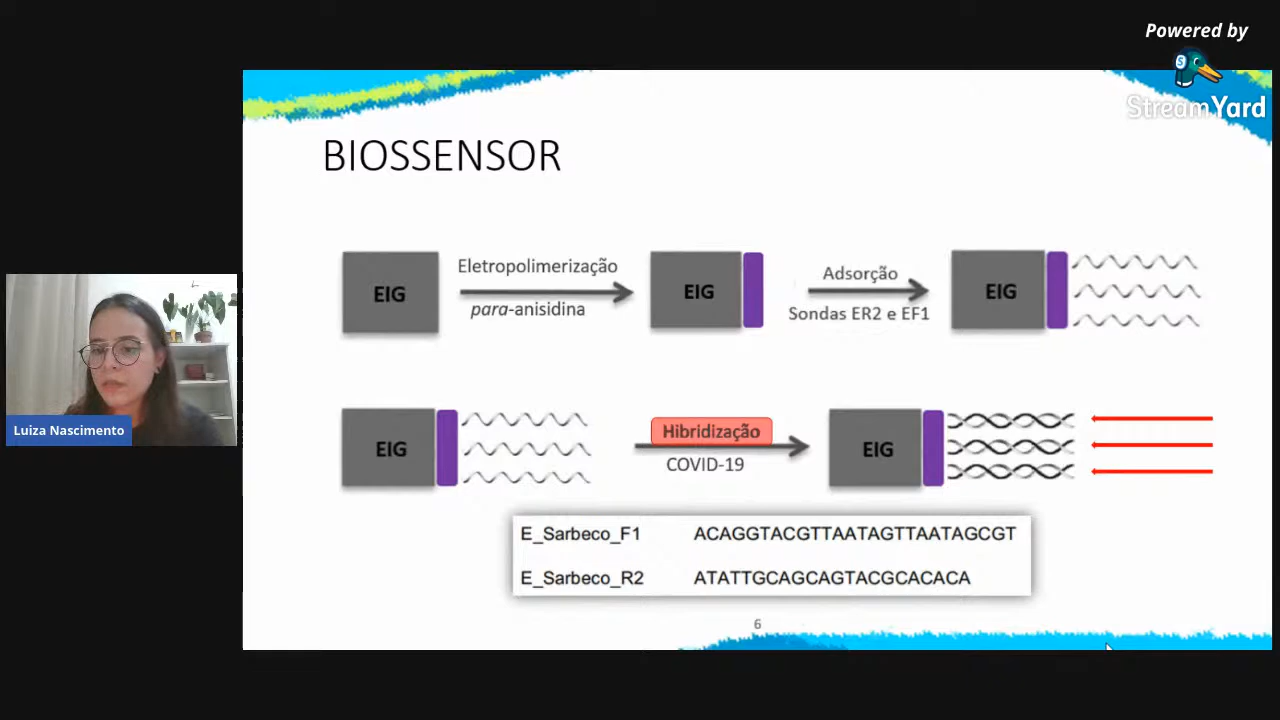 Powered by
StreamYard
BIOSSENSOR
EIG
Eletropolimerização
para-anisidina
EIG
Adsorção
Sondas ER2 e EF1
EIG
EIG
Hibridização
COVID-19
EIG
Luiza Nascimento
E_Sarbeco_F1 ACAGGTACGTTAATAGTTAATAGCGT
E_Sarbeco_R2 ATATTGCAGCAGTACGCACACA
6